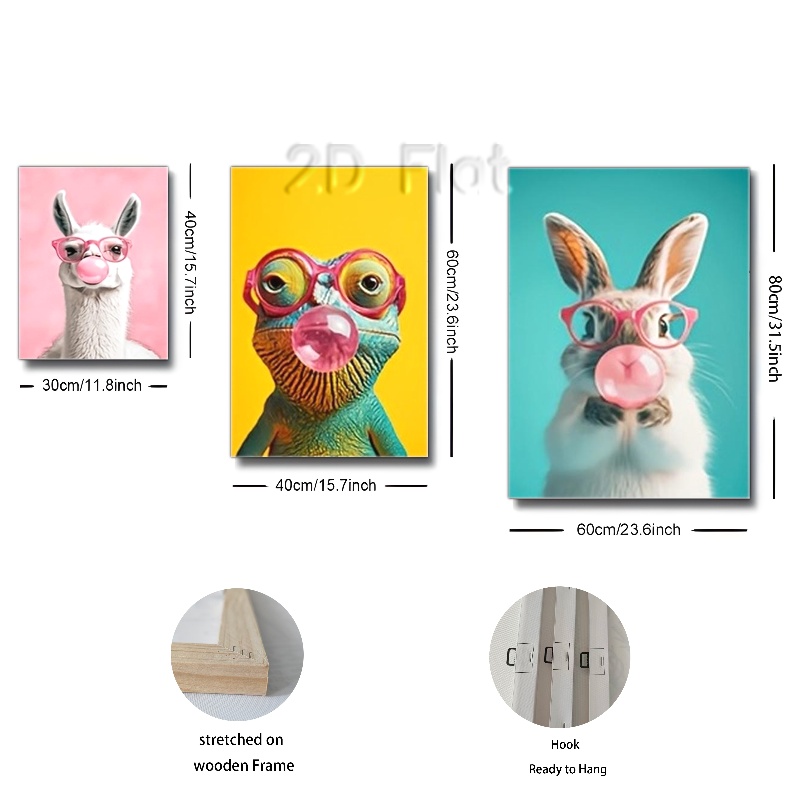 2D Flat
40cm/15.7inch
30cm/11.8inch
60cm/23.6inch
40cm/15.7inch
80cm/31.5inch
60cm/23.6inch
stretched on
wooden Frame
Hook
Ready to Hang